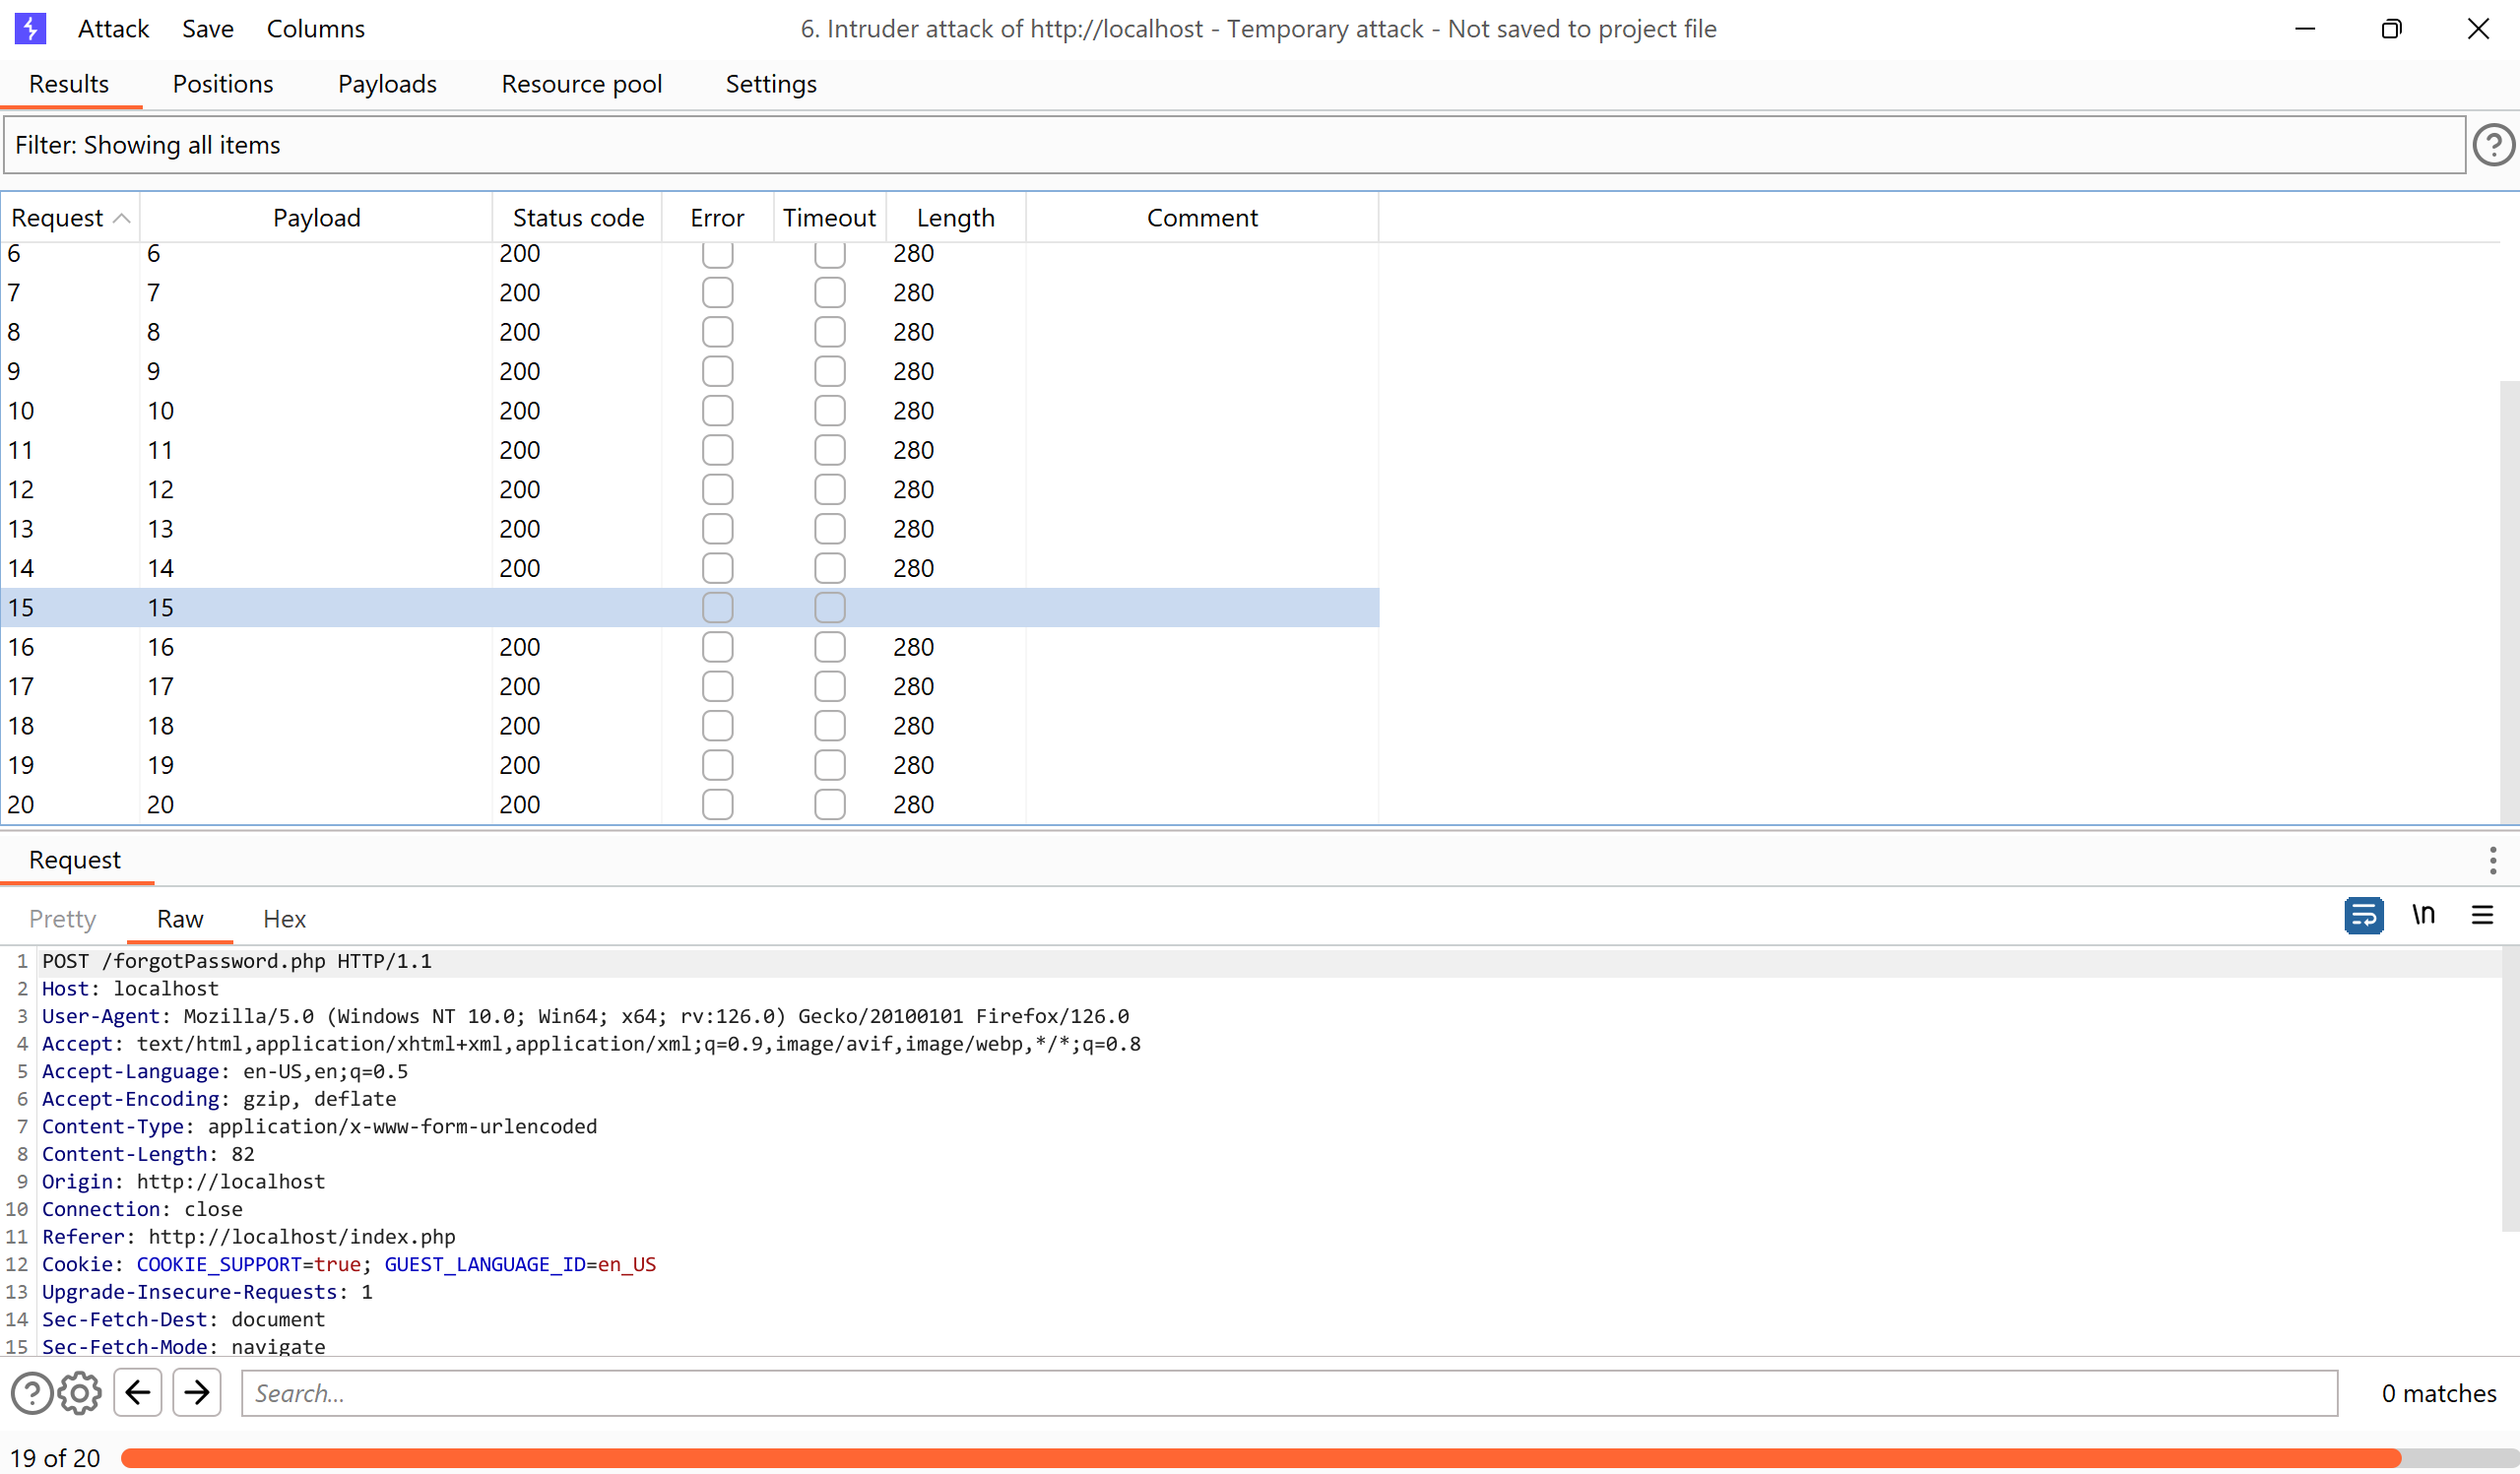 Attack Save Columns 6. Intruder attack of http://localhost - Temporary attack - Not saved to project file
Results Positions Payloads Resource pool Settings
Filter: Showing all items
Request Payload Status code Error Timeout Length Comment
6 6 200 280
7 7 200 280
8 8 200 280
9 9 200 280
10 10 200 280
11 11 200 280
12 12 200 280
13 13 200 280
14 14 200 280
15 15
16 16 200 280
17 17 200 280
18 18 200 280
19 19 200 280
20 20 200 280
Request
Pretty Raw Hex \n
1 POST /forgotPassword.php HTTP/1.1
2 Host: localhost
3 User-Agent: Mozilla/5.0 (Windows NT 10.0; Win64; x64; rv:126.0) Gecko/20100101 Firefox/126.0
4 Accept: text/html,application/xhtml+xml,application/xml;q=0.9,image/avif,image/webp,*/*;q=0.8
5 Accept-Language: en-US,en;q=0.5
6 Accept-Encoding: gzip, deflate
7 Content-Type: application/x-www-form-urlencoded
8 Content-Length: 82
9 Origin: http://localhost
10 Connection: close
11 Referer: http://localhost/index.php
12 Cookie: COOKIE_SUPPORT=true; GUEST_LANGUAGE_ID=en_US
13 Upgrade-Insecure-Requests: 1
14 Sec-Fetch-Dest: document
15 Sec-Fetch-Mode: navigate
Search... 0 matches
19 of 20